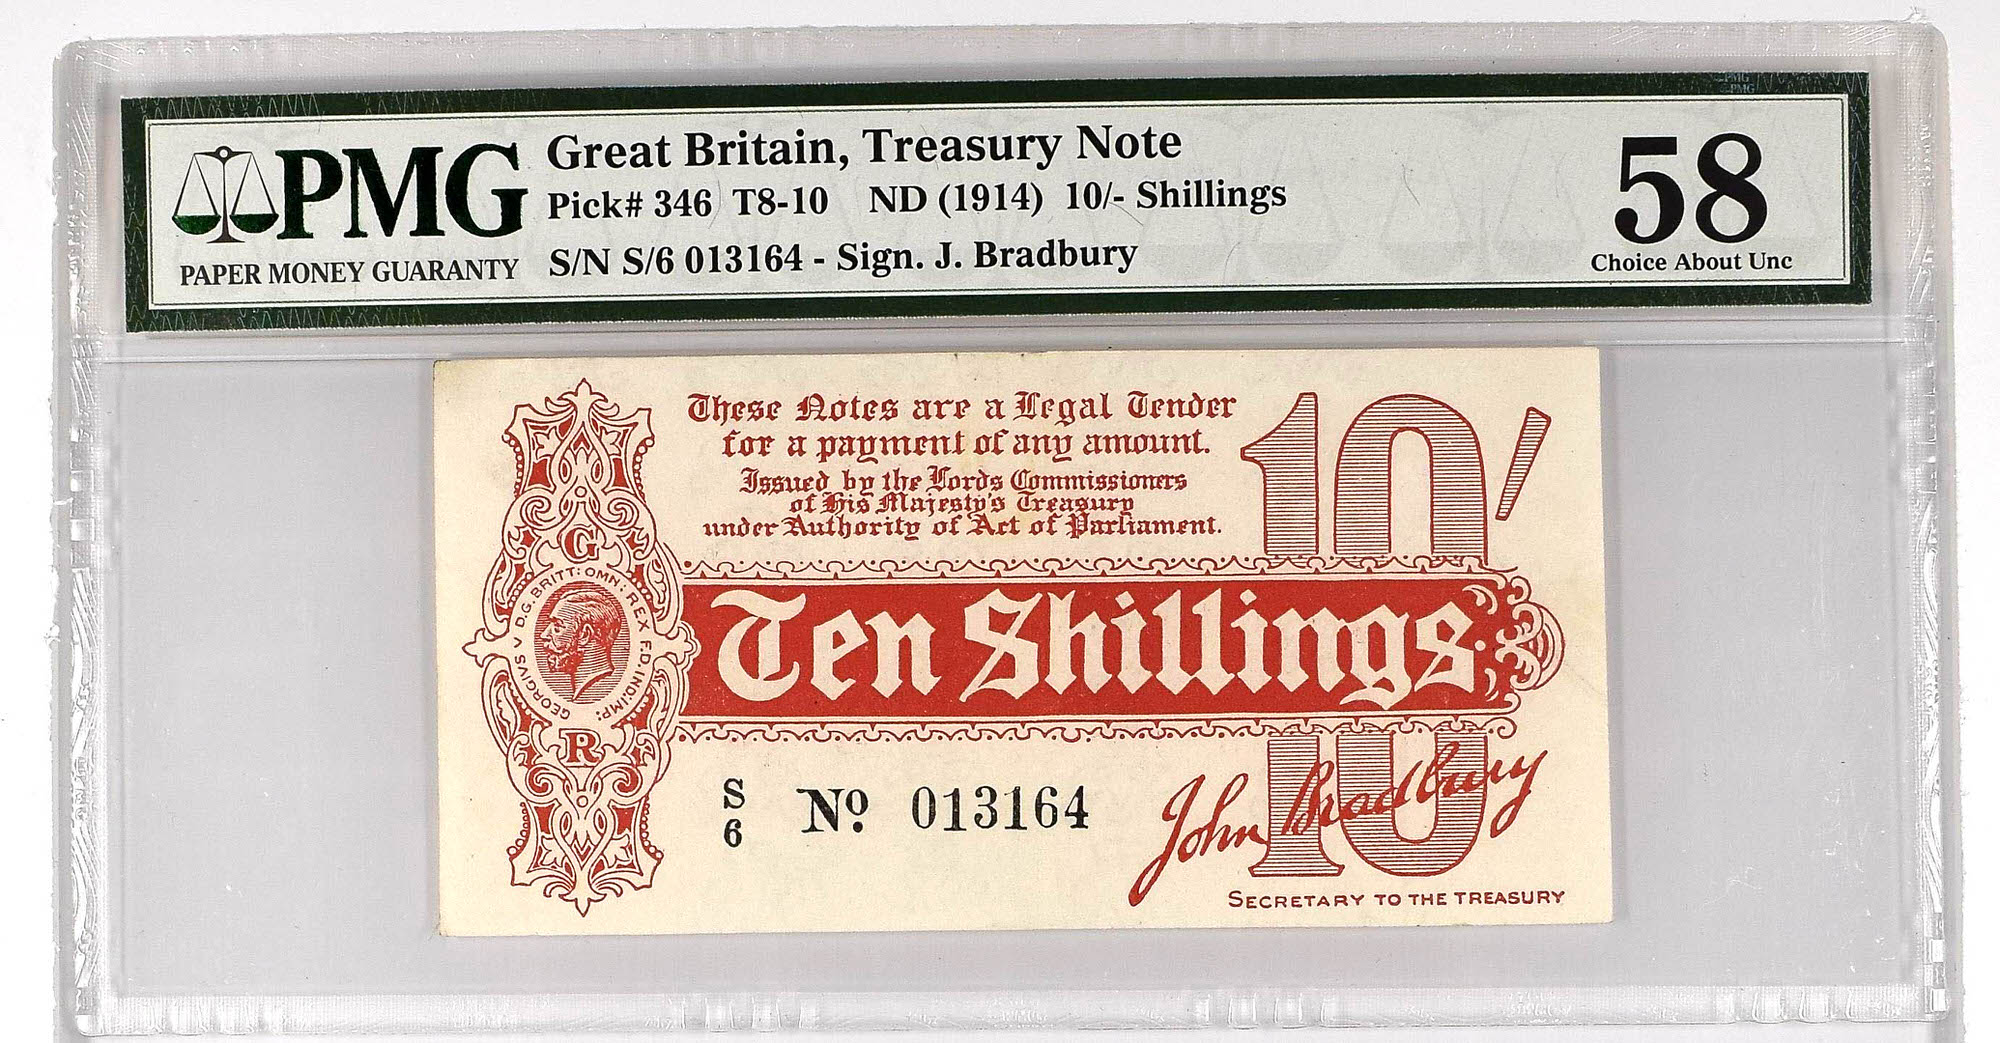 PMG
PAPER MONEY GUARANTY
Great Britain, Treasury Note
Pick# 346 T8-10 ND (1914) 10/- Shillings
S/N S/6 013164 - Sign. J. Bradbury
58
Choice About Unc
These Notes are a Legal Tender
for a payment of any amount.
Issued by the Lords Commissioners
of His Majesty's Treasury
under Authority of Act of Parliament.
10/
G
GEORGIVS V D.G.BRITT: OMN: REX F.D. IND:IMP:
R
Ten Shillings
S
6
No. 013164
10
John Bradbury
SECRETARY TO THE TREASURY